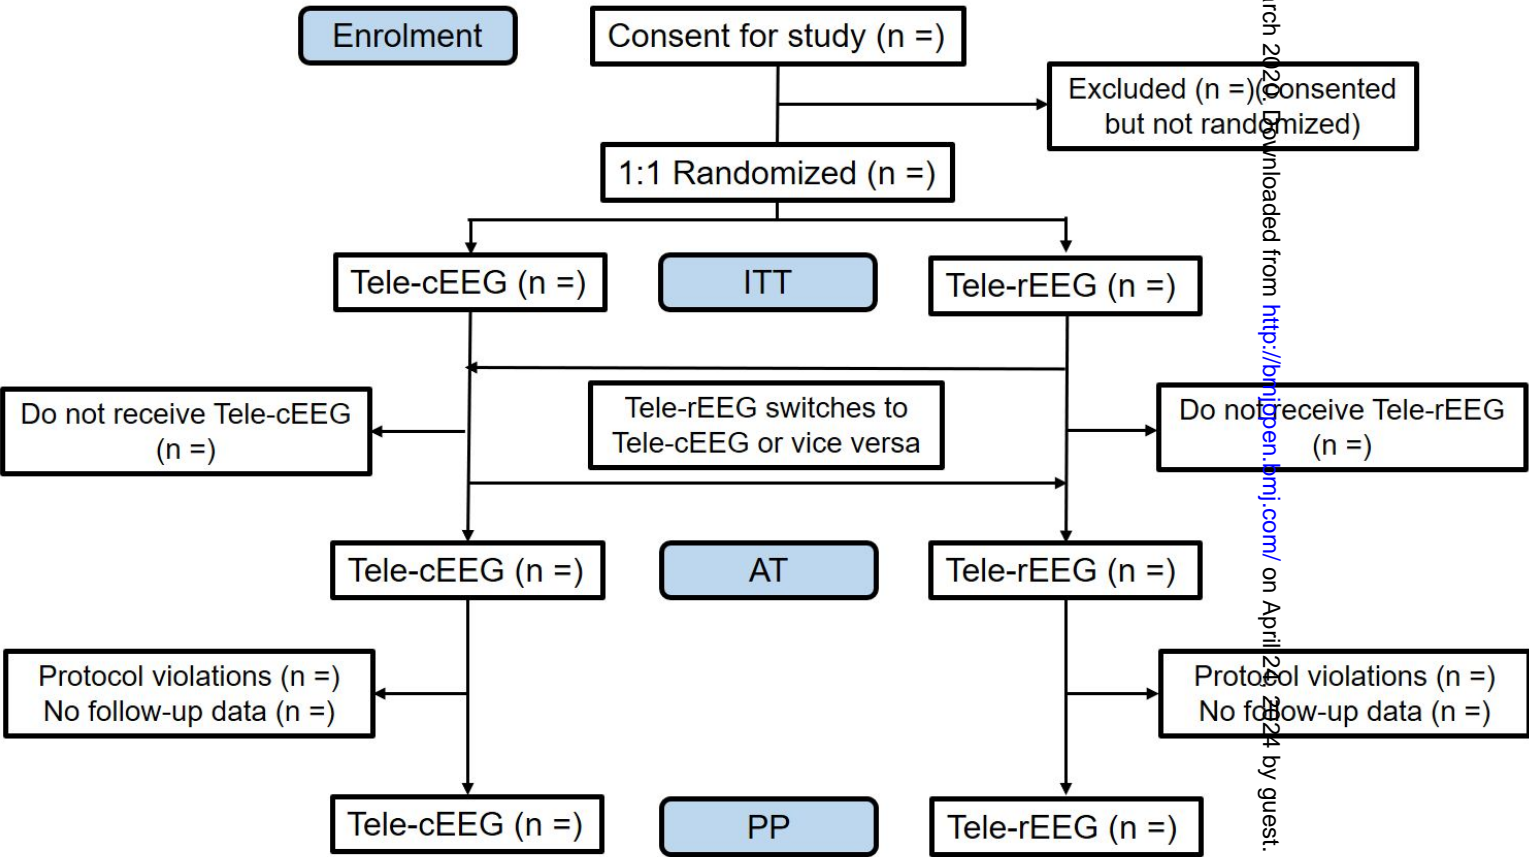 Enrolment
Consent for study (n =)
Excluded (n =)(consented
but not randomized)
1:1 Randomized (n =)
Tele-cEEG (n =)
ITT
Tele-rEEG (n =)
Do not receive Tele-cEEG
(n =)
Tele-rEEG switches to
Tele-cEEG or vice versa
Do not receive Tele-rEEG
(n =)
Tele-cEEG (n =)
AT
Tele-rEEG (n =)
Protocol violations (n =)
No follow-up data (n =)
Protocol violations (n =)
No follow-up data (n =)
Tele-cEEG (n =)
PP
Tele-rEEG (n =)
rch 2020. Downloaded from http://bmjopen.bmj.com/ on April 24, 2024 by guest.